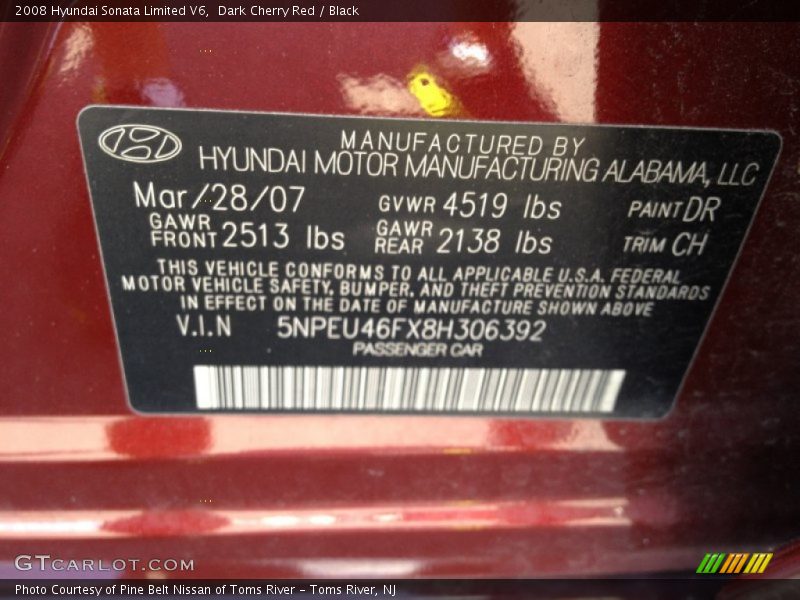 2008 Hyundai Sonata Limited V6,  Dark Cherry Red / Black
MANUFACTURED BY
HYUNDAI MOTOR MANUFACTURING ALABAMA, LLC
Mar/28/07 GVWR 4519 lbs PAINT DR
GAWR FRONT 2513 lbs GAWR REAR 2138 lbs TRIM CH
THIS VEHICLE CONFORMS TO ALL APPLICABLE U.S.A. FEDERAL
MOTOR VEHICLE SAFETY, BUMPER, AND THEFT PREVENTION STANDARDS
IN EFFECT ON THE DATE OF MANUFACTURE SHOWN ABOVE
V.I.N 5NPEU46FX8H306392
PASSENGER CAR
GTCARLOT.COM
Photo Courtesy of Pine Belt Nissan of Toms River – Toms River, NJ